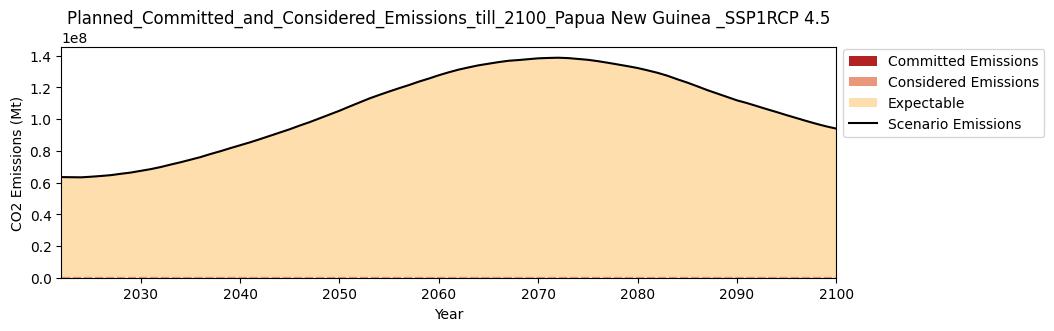 Planned_Committed_and_Considered_Emissions_till_2100_Papua New Guinea _SSP1RCP 4.5
1e8
1.4
1.2
1.0
0.8
0.6
0.4
0.2
0.0
CO2 Emissions (Mt)
2030 2040 2050 2060 2070 2080 2090 2100
Year
Committed Emissions
Considered Emissions
Expectable
Scenario Emissions